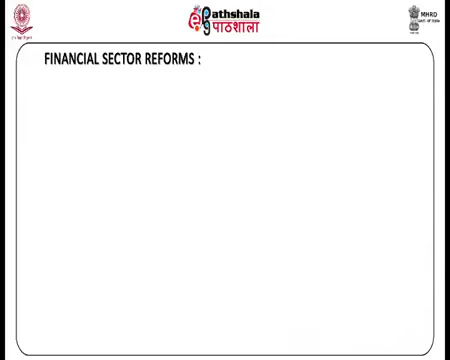 athshala
पाठशाला
MHRD
FINANCIAL SECTOR REFORMS :